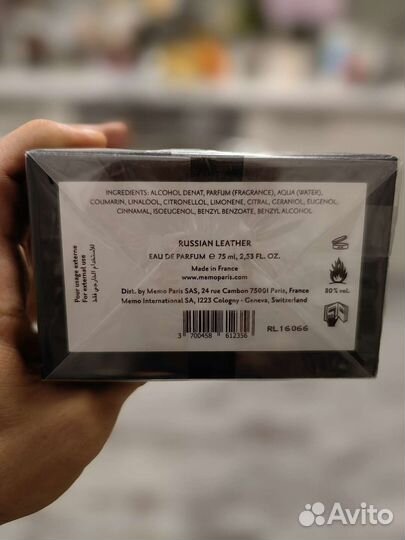 INGREDIENTS: ALCOHOL DENAT, PARFUM (FRAGRANCE), AQUA (WATER),
COUMARIN, LINALOOL, CITRONELLOL, LIMONENE, CITRAL, GERANIOL, EUGENOL,
CINNAMAL, ISOEUGENOL, BENZYL BENZOATE, BENZYL ALCOHOL.
RUSSIAN LEATHER
EAU DE PARFUM ℮ 75 ml, 2,53 FL. OZ.
Made in France
www.memoparis.com
Dist. by Memo Paris SAS, 24 rue Cambon 75001 Paris, France
Memo International SA, 1223 Cologny - Geneva, Switzerland
3 700458 612356
RL16066
80% vol.
Pour usage externe
For external use
للاستعمال الخارجي فقط
Avito